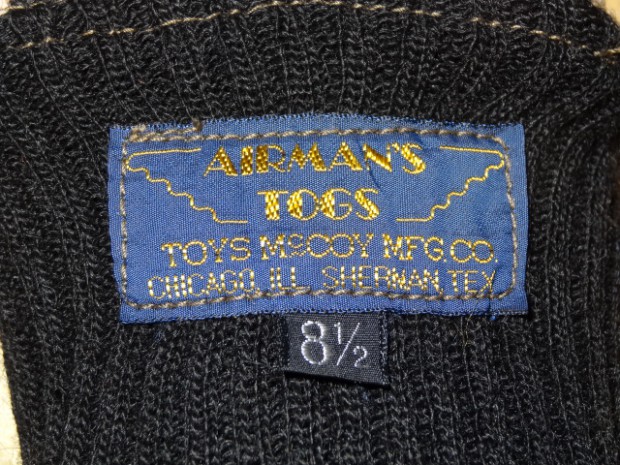 AIRMAN'S
TOGS
TOYS McCOY MFG.CO.
CHICAGO, ILL. SHERMAN, TEX.
8½